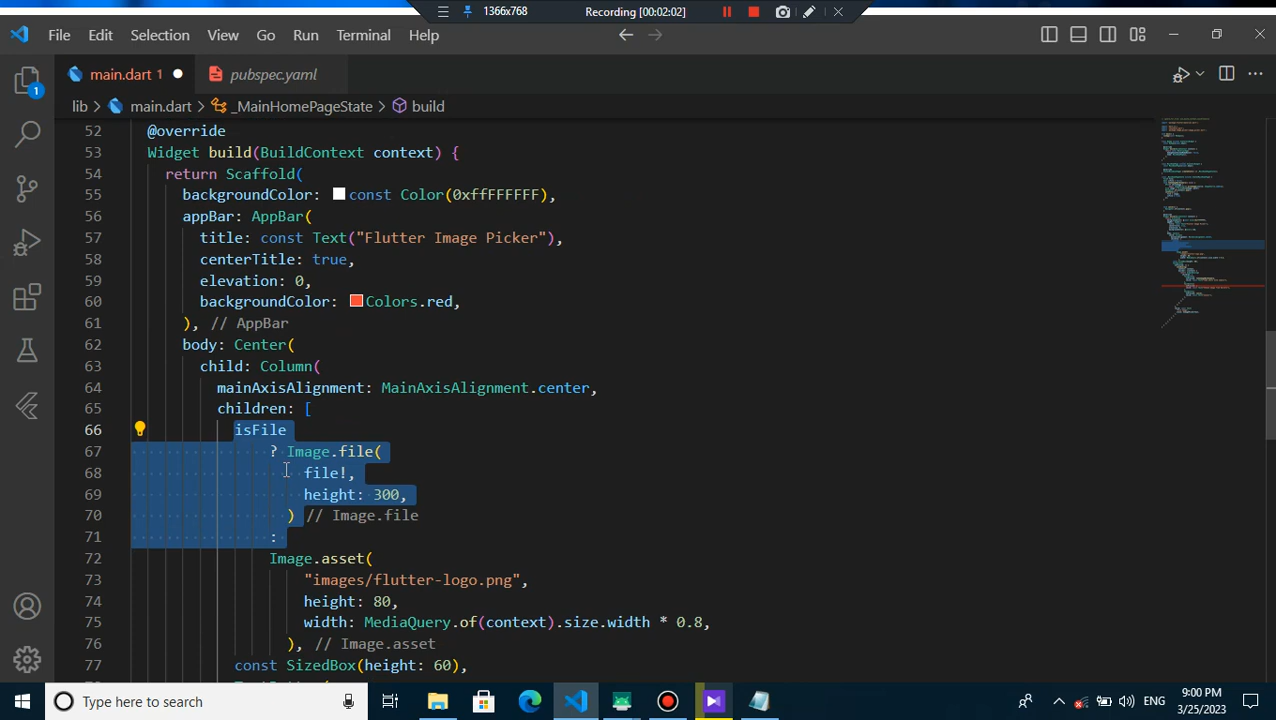 1366x768
Recording [00:02:02]
File Edit Selection View Go Run Terminal Help
main.dart 1
pubspec.yaml
lib > main.dart > _MainHomePageState > build
1
52 @override
53 Widget build(BuildContext context) {
54 return Scaffold(
55 backgroundColor: const Color(0xffFFFFFF),
56 appBar: AppBar(
57 title: const Text("Flutter Image Picker"),
58 centerTitle: true,
59 elevation: 0,
60 backgroundColor: Colors.red,
61 ), // AppBar
62 body: Center(
63 child: Column(
64 mainAxisAlignment: MainAxisAlignment.center,
65 children: [
66 isFile
67 ? Image.file(
68 file!,
69 height: 300,
70 ) // Image.file
71 :
72 Image.asset(
73 "images/flutter-logo.png",
74 height: 80,
75 width: MediaQuery.of(context).size.width * 0.8,
76 ), // Image.asset
77 const SizedBox(height: 60),
Type here to search
ENG
9:00 PM
3/25/2023